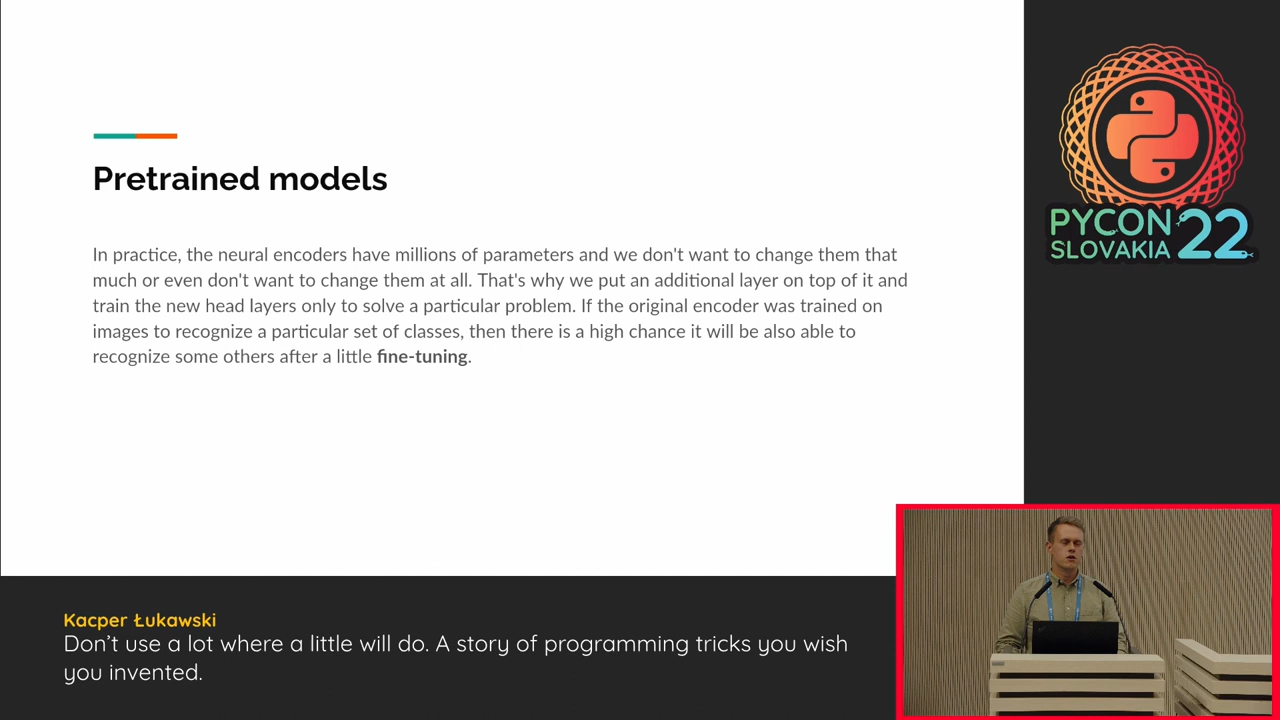 Pretrained models
In practice, the neural encoders have millions of parameters and we don't want to change them that
much or even don't want to change them at all. That's why we put an additional layer on top of it and
train the new head layers only to solve a particular problem. If the original encoder was trained on
images to recognize a particular set of classes, then there is a high chance it will be also able to
recognize some others after a little fine-tuning.
PYCON 22
SLOVAKIA
Kacper Łukawski
Don’t use a lot where a little will do. A story of programming tricks you wish
you invented.